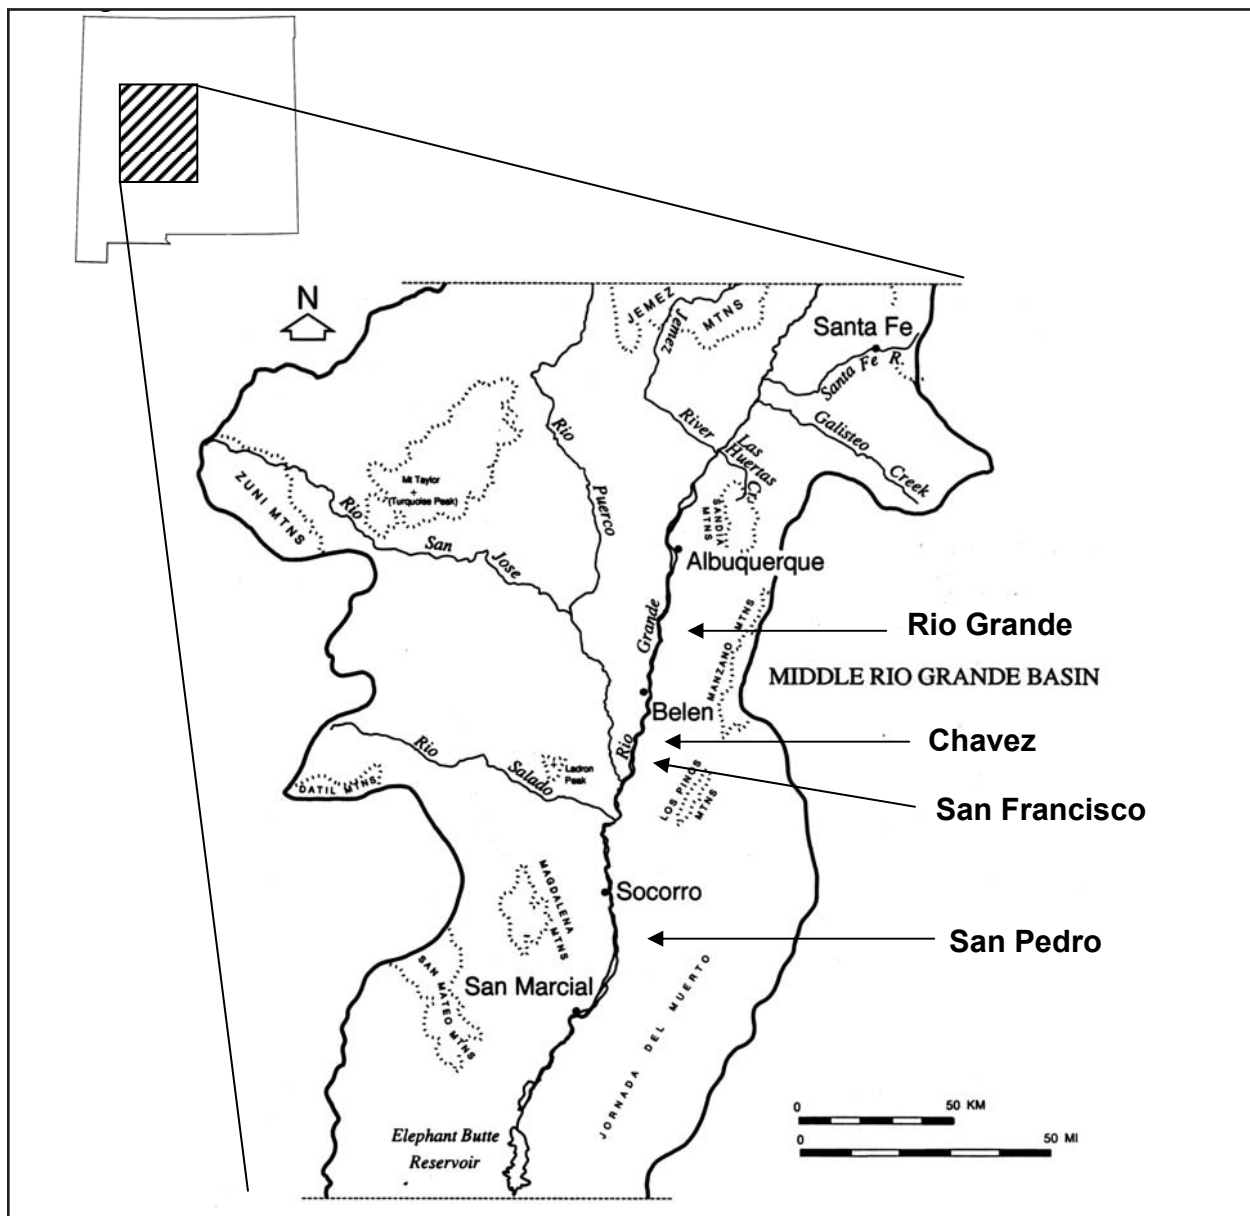 N
JEMEZ
MTNS
Jemez
River
Santa Fe
Santa Fe R.
Galisteo
Creek
Las
Huertas
Cr.
Rio
Puerco
Mt Taylor
(Turquoise Peak)
ZUNI MTNS
Rio
San
Jose
SANDIA
MTNS
Albuquerque
Grande
Rio Grande
MANZANO MTNS
MIDDLE RIO GRANDE BASIN
Belen
Chavez
Rio
Rio
Salado
Ladron
Peak
DATIL MTNS
LOS PINOS
MTNS
San Francisco
MAGDALENA
MTNS
Socorro
San Pedro
SAN MATEO MTNS
San Marcial
JORNADA DEL MUERTO
Elephant Butte
Reservoir
0 50 KM
0 50 MI